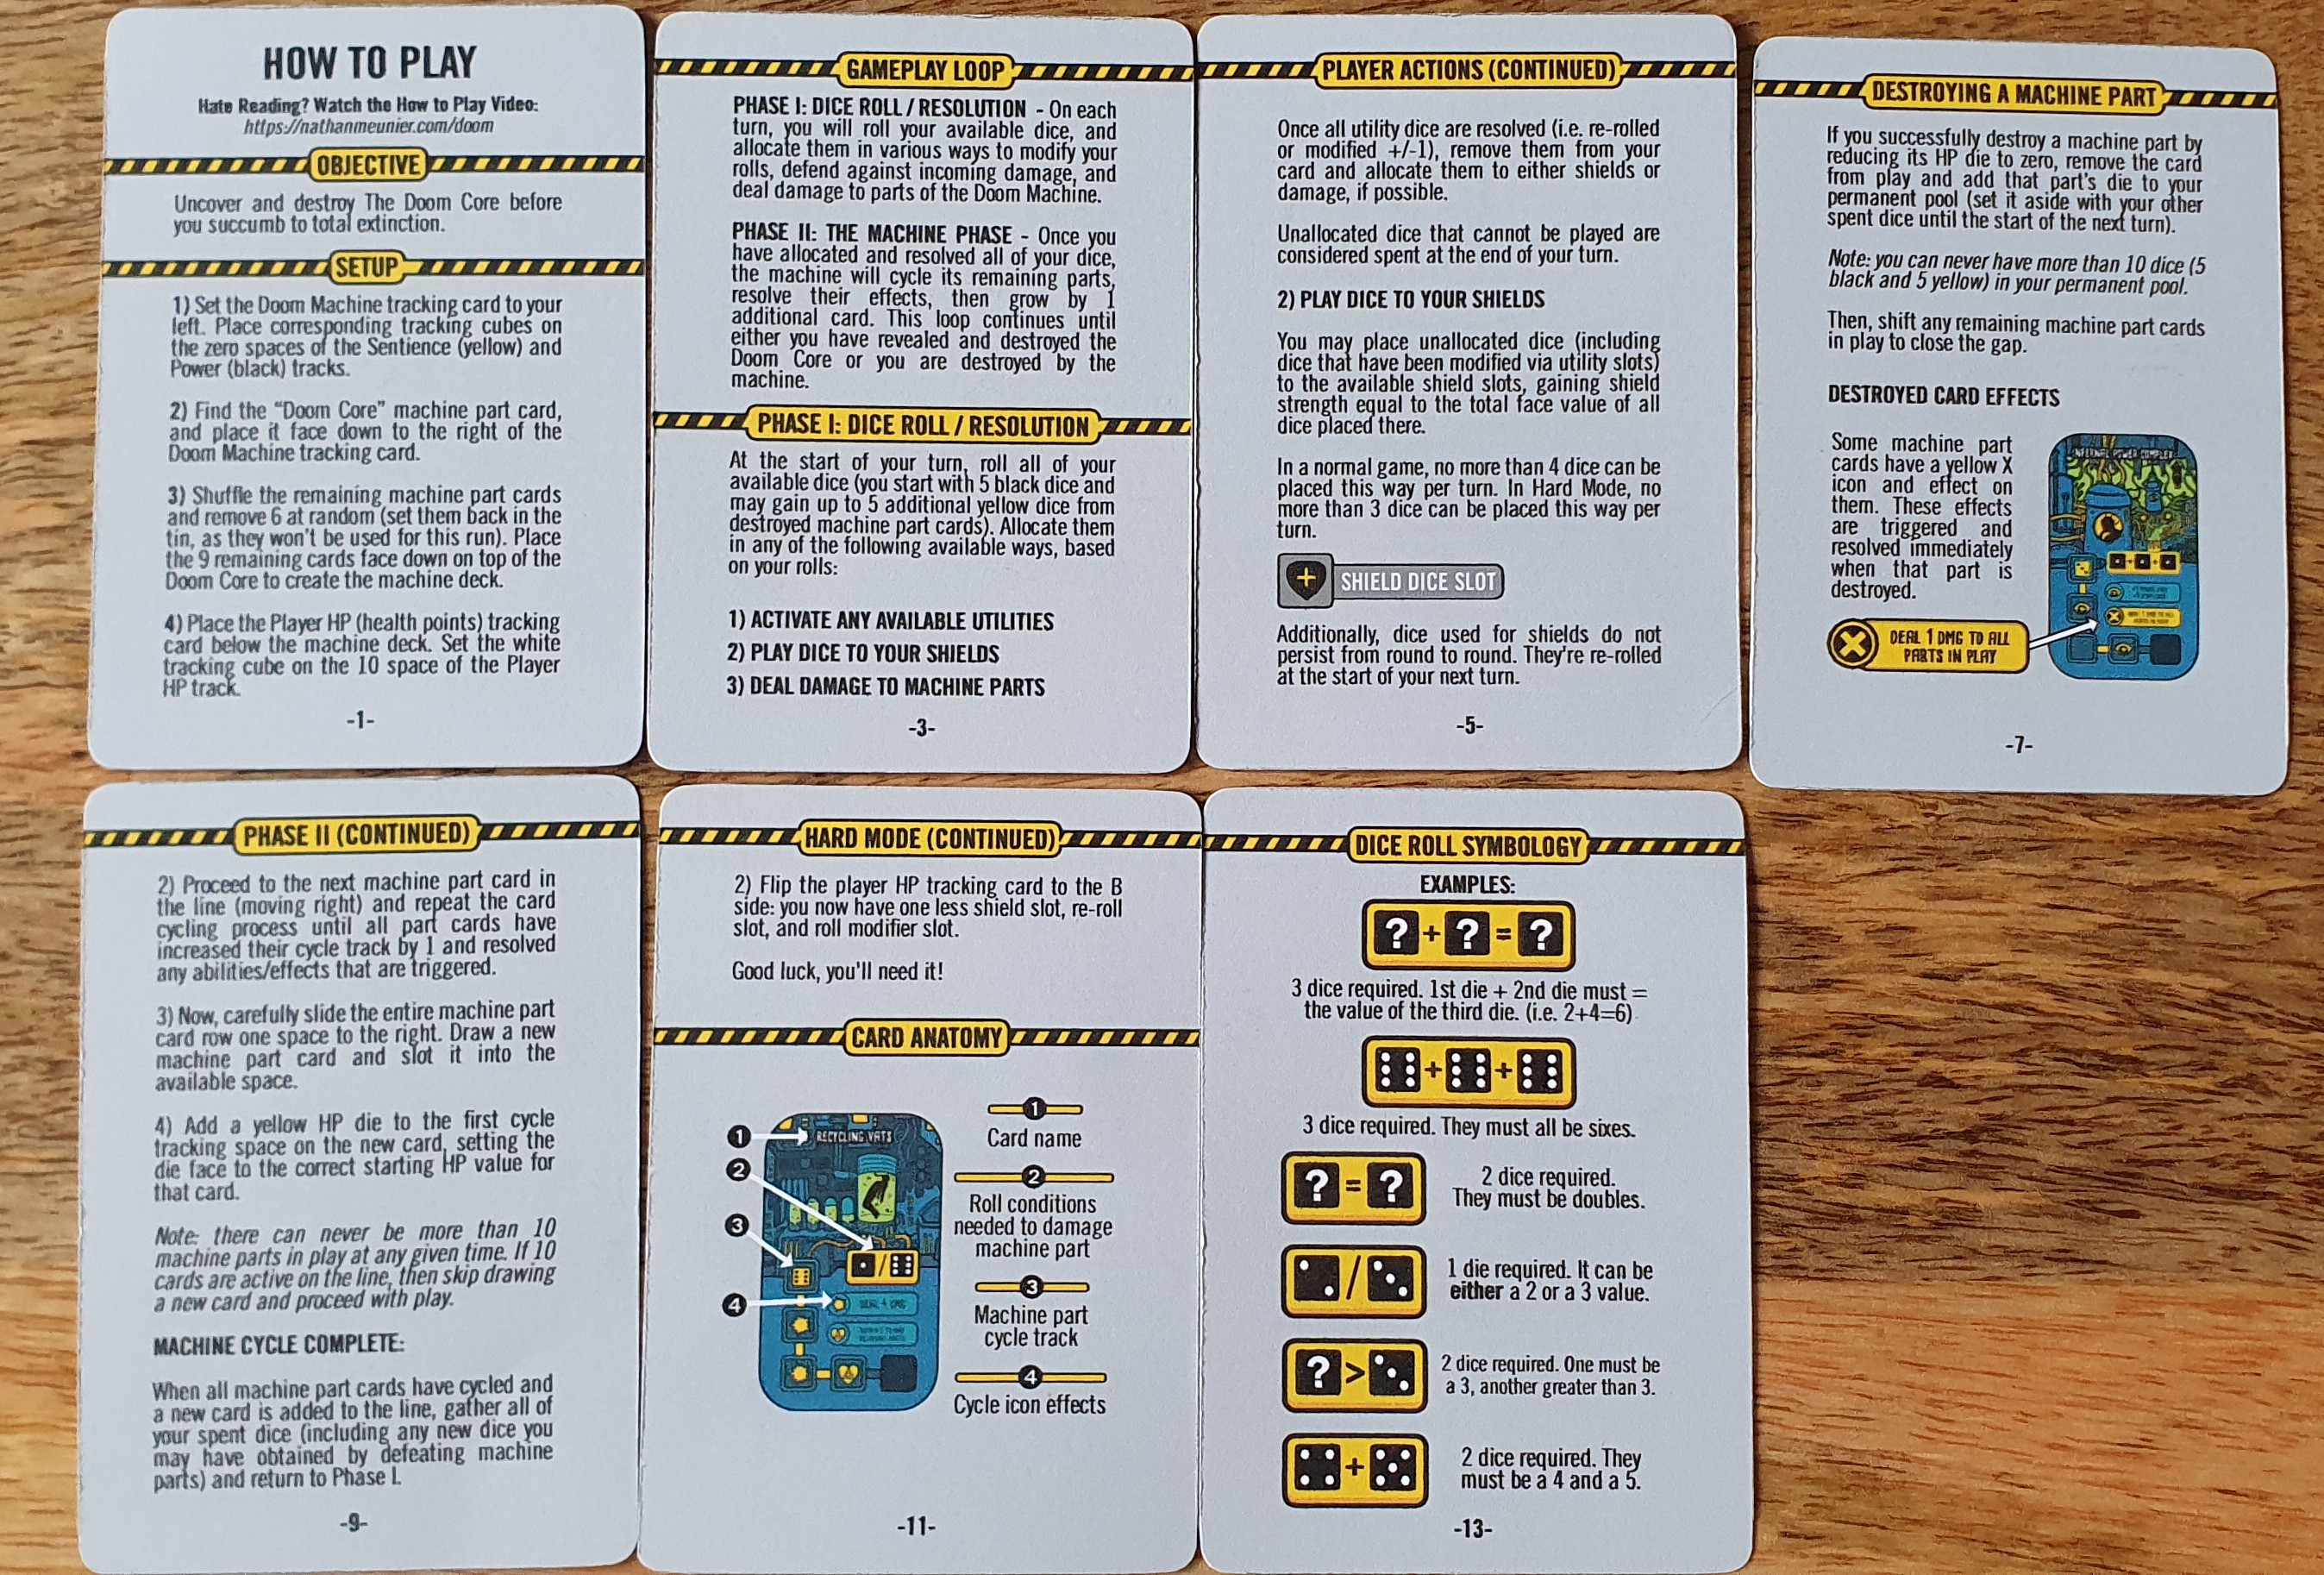 HOW TO PLAY
Hate Reading? Watch the How to Play Video:
https://nathanmeunier.com/doom
OBJECTIVE
Uncover and destroy The Doom Core before
you succumb to total extinction.
SETUP
1) Set the Doom Machine tracking card to your
left. Place corresponding tracking cubes on
the zero spaces of the Sentience (yellow) and
Power (black) tracks.
2) Find the “Doom Core” machine part card,
and place it face down to the right of the
Doom Machine tracking card.
3) Shuffle the remaining machine part cards
and remove 6 at random (set them back in the
tin, as they won't be used for this run). Place
the 9 remaining cards face down on top of the
Doom Core to create the machine deck.
4) Place the Player HP (health points) tracking
card below the machine deck. Set the white
tracking cube on the 10 space of the Player
HP track.
-1-
GAMEPLAY LOOP
PHASE I: DICE ROLL / RESOLUTION - On each
turn, you will roll your available dice, and
allocate them in various ways to modify your
rolls, defend against incoming damage, and
deal damage to parts of the Doom Machine.
PHASE II: THE MACHINE PHASE - Once you
have allocated and resolved all of your dice,
the machine will cycle its remaining parts,
resolve their effects, then grow by 1
additional card. This loop continues until
either you have revealed and destroyed the
Doom Core or you are destroyed by the
machine.
PHASE I: DICE ROLL / RESOLUTION
At the start of your turn, roll all of your
available dice (you start with 5 black dice and
may gain up to 5 additional yellow dice from
destroyed machine part cards). Allocate them
in any of the following available ways, based
on your rolls:
1) ACTIVATE ANY AVAILABLE UTILITIES
2) PLAY DICE TO YOUR SHIELDS
3) DEAL DAMAGE TO MACHINE PARTS
-3-
PLAYER ACTIONS (CONTINUED)
Once all utility dice are resolved (i.e. re-rolled
or modified +/-1), remove them from your
card and allocate them to either shields or
damage, if possible.
Unallocated dice that cannot be played are
considered spent at the end of your turn.
2) PLAY DICE TO YOUR SHIELDS
You may place unallocated dice (including
dice that have been modified via utility slots)
to the available shield slots, gaining shield
strength equal to the total face value of all
dice placed there.
In a normal game, no more than 4 dice can be
placed this way per turn. In Hard Mode, no
more than 3 dice can be placed this way per
turn.
SHIELD DICE SLOT
Additionally, dice used for shields do not
persist from round to round. They're re-rolled
at the start of your next turn.
-5-
DESTROYING A MACHINE PART
If you successfully destroy a machine part by
reducing its HP die to zero, remove the card
from play and add that part's die to your
permanent pool (set it aside with your other
spent dice until the start of the next turn).
Note: you can never have more than 10 dice (5
black and 5 yellow) in your permanent pool.
Then, shift any remaining machine part cards
in play to close the gap.
DESTROYED CARD EFFECTS
Some machine part
cards have a yellow X
icon and effect on
them. These effects
are triggered and
resolved immediately
when that part is
destroyed.
INFERNAL POWER COMPLEX
DEAL 1 DMG TO ALL
PARTS IN PLAY
-7-
PHASE II (CONTINUED)
2) Proceed to the next machine part card in
the line (moving right) and repeat the card
cycling process until all part cards have
increased their cycle track by 1 and resolved
any abilities/effects that are triggered.
3) Now, carefully slide the entire machine part
card row one space to the right. Draw a new
machine part card and slot it into the
available space.
4) Add a yellow HP die to the first cycle
tracking space on the new card, setting the
die face to the correct starting HP value for
that card.
Note: there can never be more than 10
machine parts in play at any given time. If 10
cards are active on the line, then skip drawing
a new card and proceed with play.
MACHINE CYCLE COMPLETE:
When all machine part cards have cycled and
a new card is added to the line, gather all of
your spent dice (including any new dice you
may have obtained by defeating machine
parts) and return to Phase I.
-9-
HARD MODE (CONTINUED)
2) Flip the player HP tracking card to the B
side: you now have one less shield slot, re-roll
slot, and roll modifier slot.
Good luck, you'll need it!
CARD ANATOMY
1
2
3
4
RECYCLING VATS
DEAL 4 DMG
1
Card name
2
Roll conditions
needed to damage
machine part
3
Machine part
cycle track
4
Cycle icon effects
-11-
DICE ROLL SYMBOLOGY
EXAMPLES:
? + ? = ?
3 dice required. 1st die + 2nd die must =
the value of the third die. (i.e. 2+4=6)
+ +
3 dice required. They must all be sixes.
? = ?
2 dice required.
They must be doubles.
/
1 die required. It can be
either a 2 or a 3 value.
? >
2 dice required. One must be
a 3, another greater than 3.
+
2 dice required. They
must be a 4 and a 5.
-13-